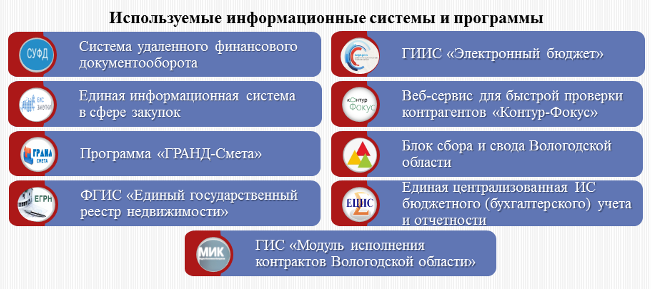 Используемые информационные системы и программы
СУФД
Система удаленного финансового
документооборота
ГИИС «Электронный бюджет»
ЕИС
ЗАКУПКИ
Единая информационная система
в сфере закупок
Контур
Фокус
Веб-сервис для быстрой проверки
контрагентов «Контур-Фокус»
ГРАНД
СМЕТА
Программа «ГРАНД-Смета»
Блок сбора и свода Вологодской
области
ЕГРН
ФГИС «Единый государственный
реестр недвижимости»
ЕЦИС
Единая централизованная ИС
бюджетного (бухгалтерского) учета
и отчетности
МИК
ГИС «Модуль исполнения
контрактов Вологодской области»